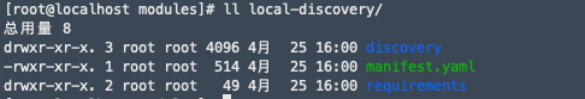 [root@localhost modules]# ll local-discovery/
总用量 8
drwxr-xr-x. 3 root root 4096 4月  25 16:00 discovery
-rwxr-xr-x. 1 root root  514 4月  25 16:00 manifest.yaml
drwxr-xr-x. 2 root root   49 4月  25 16:00 requirements